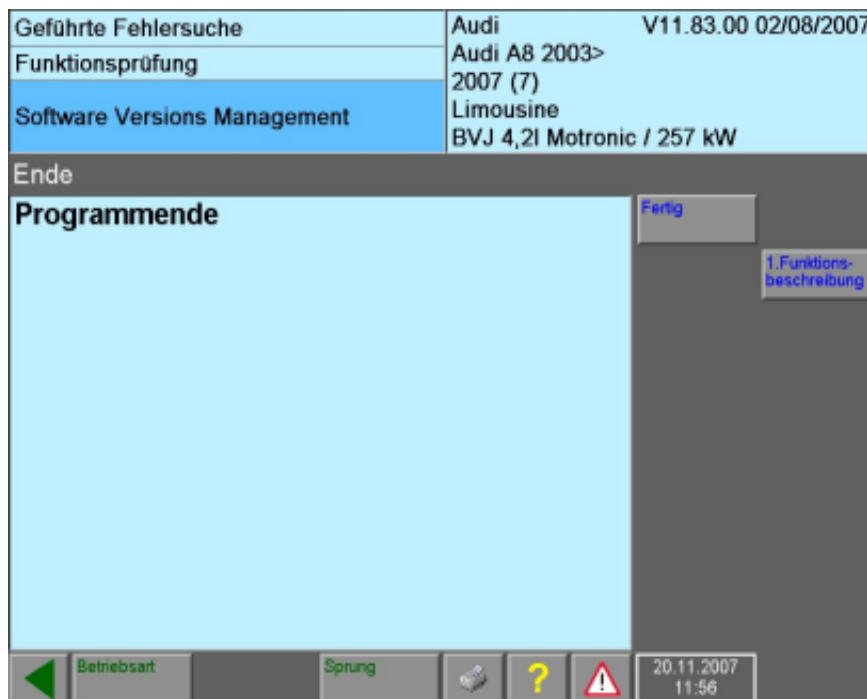 Geführte Fehlersuche
Funktionsprüfung
Software Versions Management
Audi V11.83.00 02/08/2007
Audi A8 2003>
2007 (7)
Limousine
BVJ 4,2l Motronic / 257 kW
Ende
Programmende
Fertig
1.Funktions-
beschreibung
Betriebsart
Sprung
?
!
20.11.2007
11:56